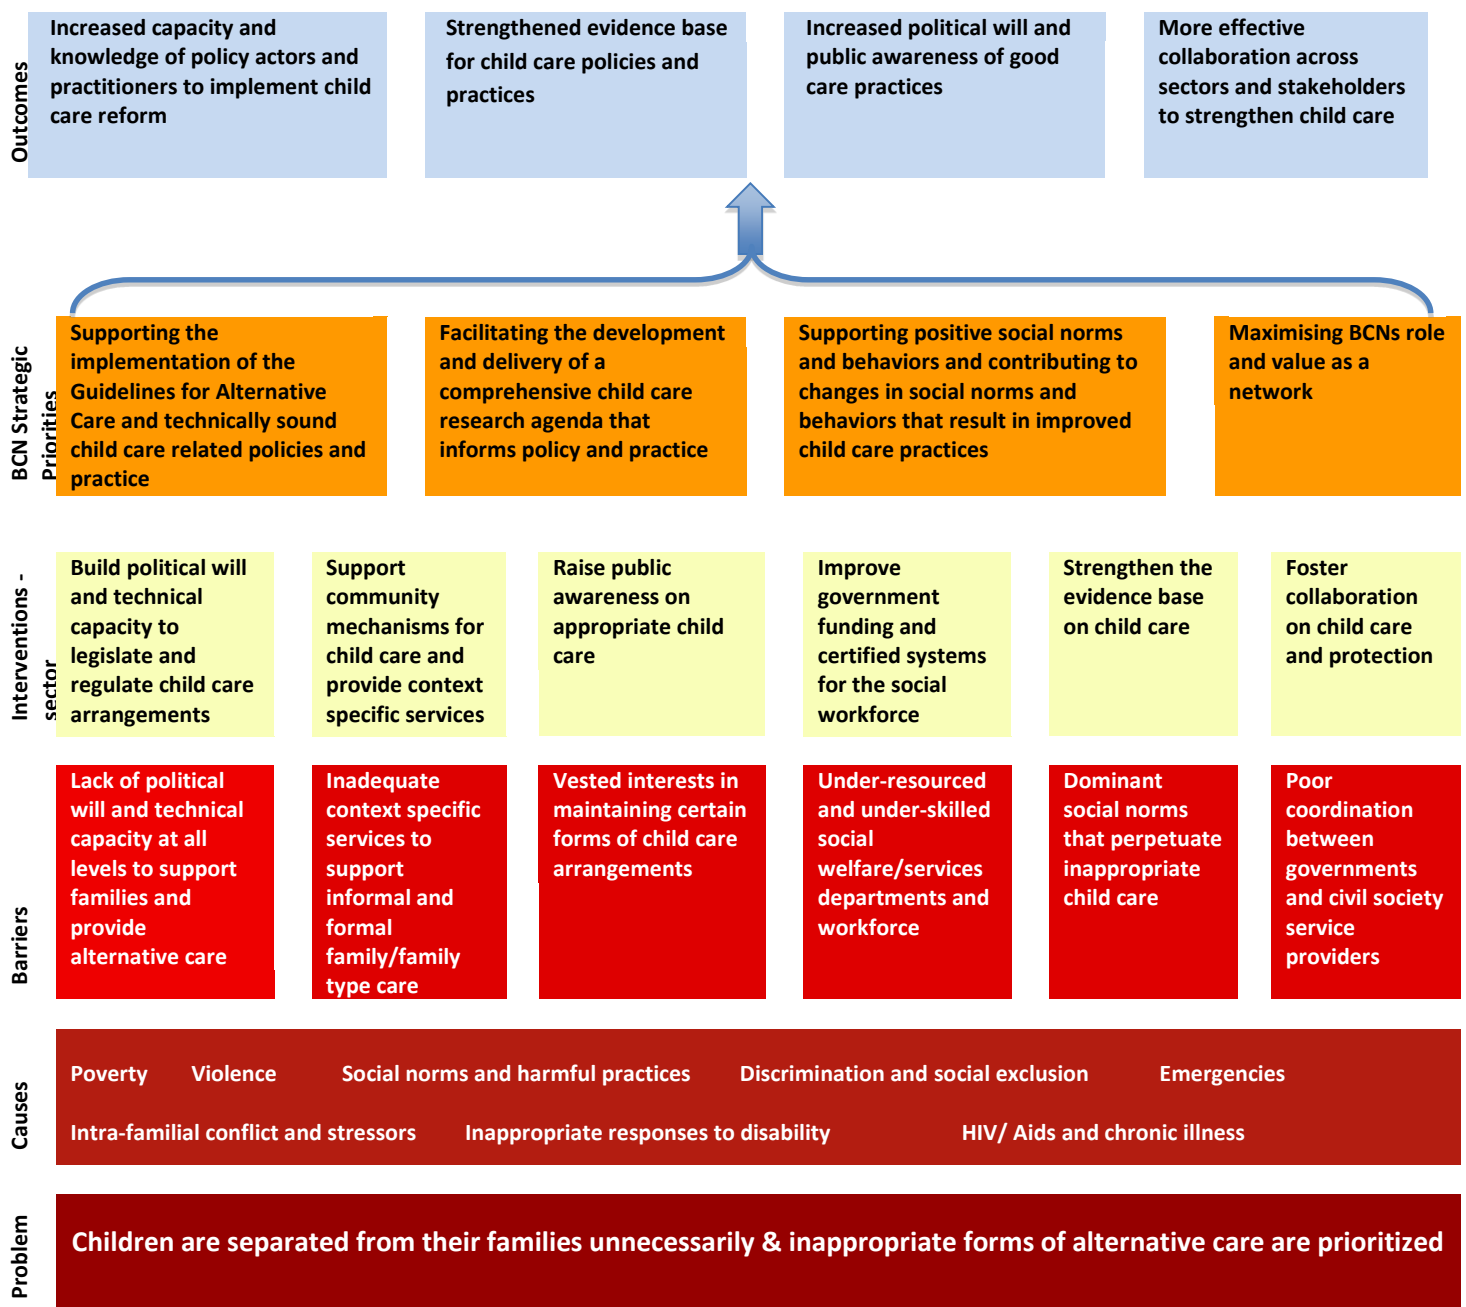 Outcomes
Increased capacity and
knowledge of policy actors and
practitioners to implement child
care reform
Strengthened evidence base
for child care policies and
practices
Increased political will and
public awareness of good
care practices
More effective
collaboration across
sectors and stakeholders
to strengthen child care
BCN Strategic
Priorities
Supporting the
implementation of the
Guidelines for Alternative
Care and technically sound
child care related policies and
practice
Facilitating the development
and delivery of a
comprehensive child care
research agenda that
informs policy and practice
Supporting positive social norms
and behaviors and contributing to
changes in social norms and
behaviors that result in improved
child care practices
Maximising BCNs role
and value as a
network
Interventions -
sector
Build political will
and technical
capacity to
legislate and
regulate child care
arrangements
Support
community
mechanisms for
child care and
provide context
specific services
Raise public
awareness on
appropriate child
care
Improve
government
funding and
certified systems
for the social
workforce
Strengthen the
evidence base
on child care
Foster
collaboration
on child care
and protection
Barriers
Lack of political
will and technical
capacity at all
levels to support
families and
provide
alternative care
Inadequate
context specific
services to
support
informal and
formal
family/family
type care
Vested interests in
maintaining certain
forms of child care
arrangements
Under-resourced
and under-skilled
social
welfare/services
departments and
workforce
Dominant
social norms
that perpetuate
inappropriate
child care
Poor
coordination
between
governments
and civil society
service
providers
Causes
Poverty Violence Social norms and harmful practices Discrimination and social exclusion Emergencies
Intra-familial conflict and stressors Inappropriate responses to disability HIV/ Aids and chronic illness
Problem
Children are separated from their families unnecessarily & inappropriate forms of alternative care are prioritized